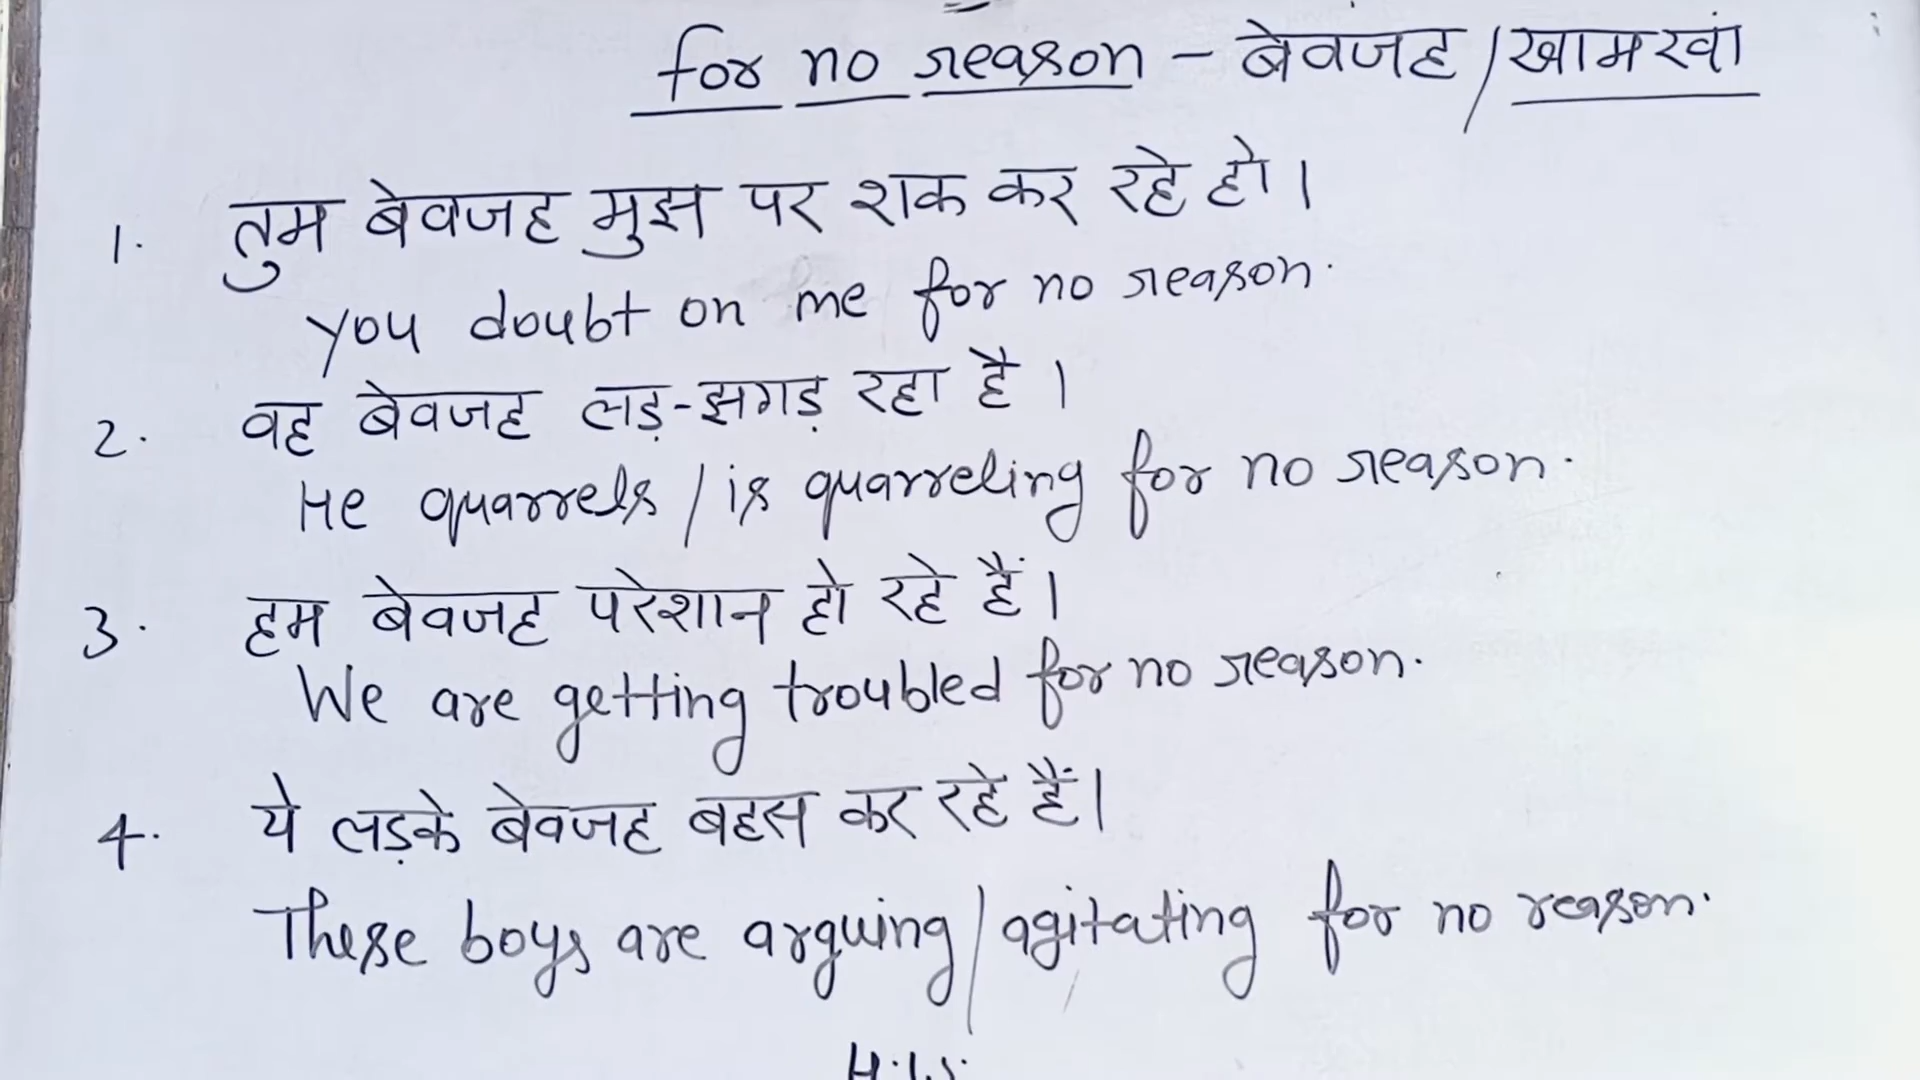 for no reason - बेवजह / खामखां
1. तुम बेवजह मुझ पर शक कर रहे हो।
You doubt on me for no reason.
2. वह बेवजह लड़-झगड़ रहा है।
He quarrels / is quarreling for no reason.
3. हम बेवजह परेशान हो रहे हैं।
We are getting troubled for no reason.
4. ये लड़के बेवजह बहस कर रहे हैं।
These boys are arguing / agitating for no reason.